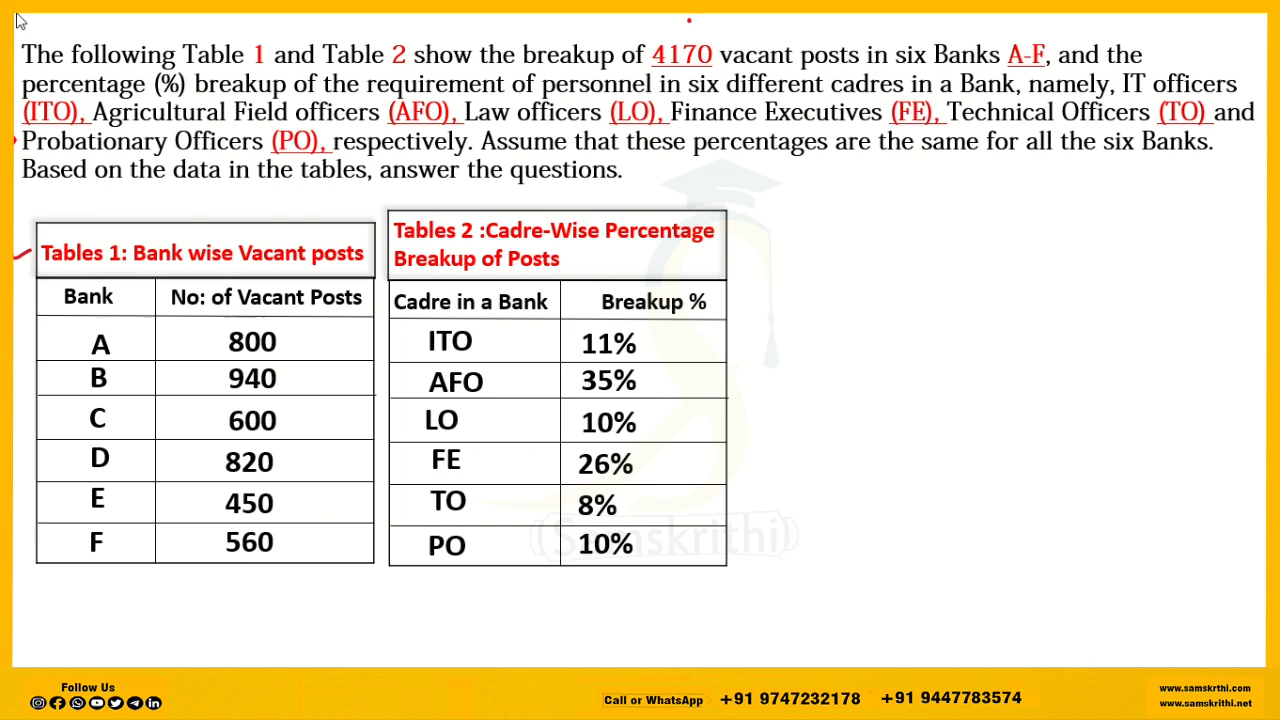 The following Table 1 and Table 2 show the breakup of 4170 vacant posts in six Banks A-F, and the
percentage (%) breakup of the requirement of personnel in six different cadres in a Bank, namely, IT officers
(ITO), Agricultural Field officers (AFO), Law officers (LO), Finance Executives (FE), Technical Officers (TO) and
Probationary Officers (PO), respectively. Assume that these percentages are the same for all the six Banks.
Based on the data in the tables, answer the questions.
Tables 1: Bank wise Vacant posts
Bank No: of Vacant Posts
A 800
B 940
C 600
D 820
E 450
F 560
Tables 2 :Cadre-Wise Percentage
Breakup of Posts
Cadre in a Bank Breakup %
ITO 11%
AFO 35%
LO 10%
FE 26%
TO 8%
PO 10%
(Samskrithi)
Follow Us
Call or WhatsApp +91 9747232178 +91 9447783574
www.samskrthi.com
www.samskrthi.net